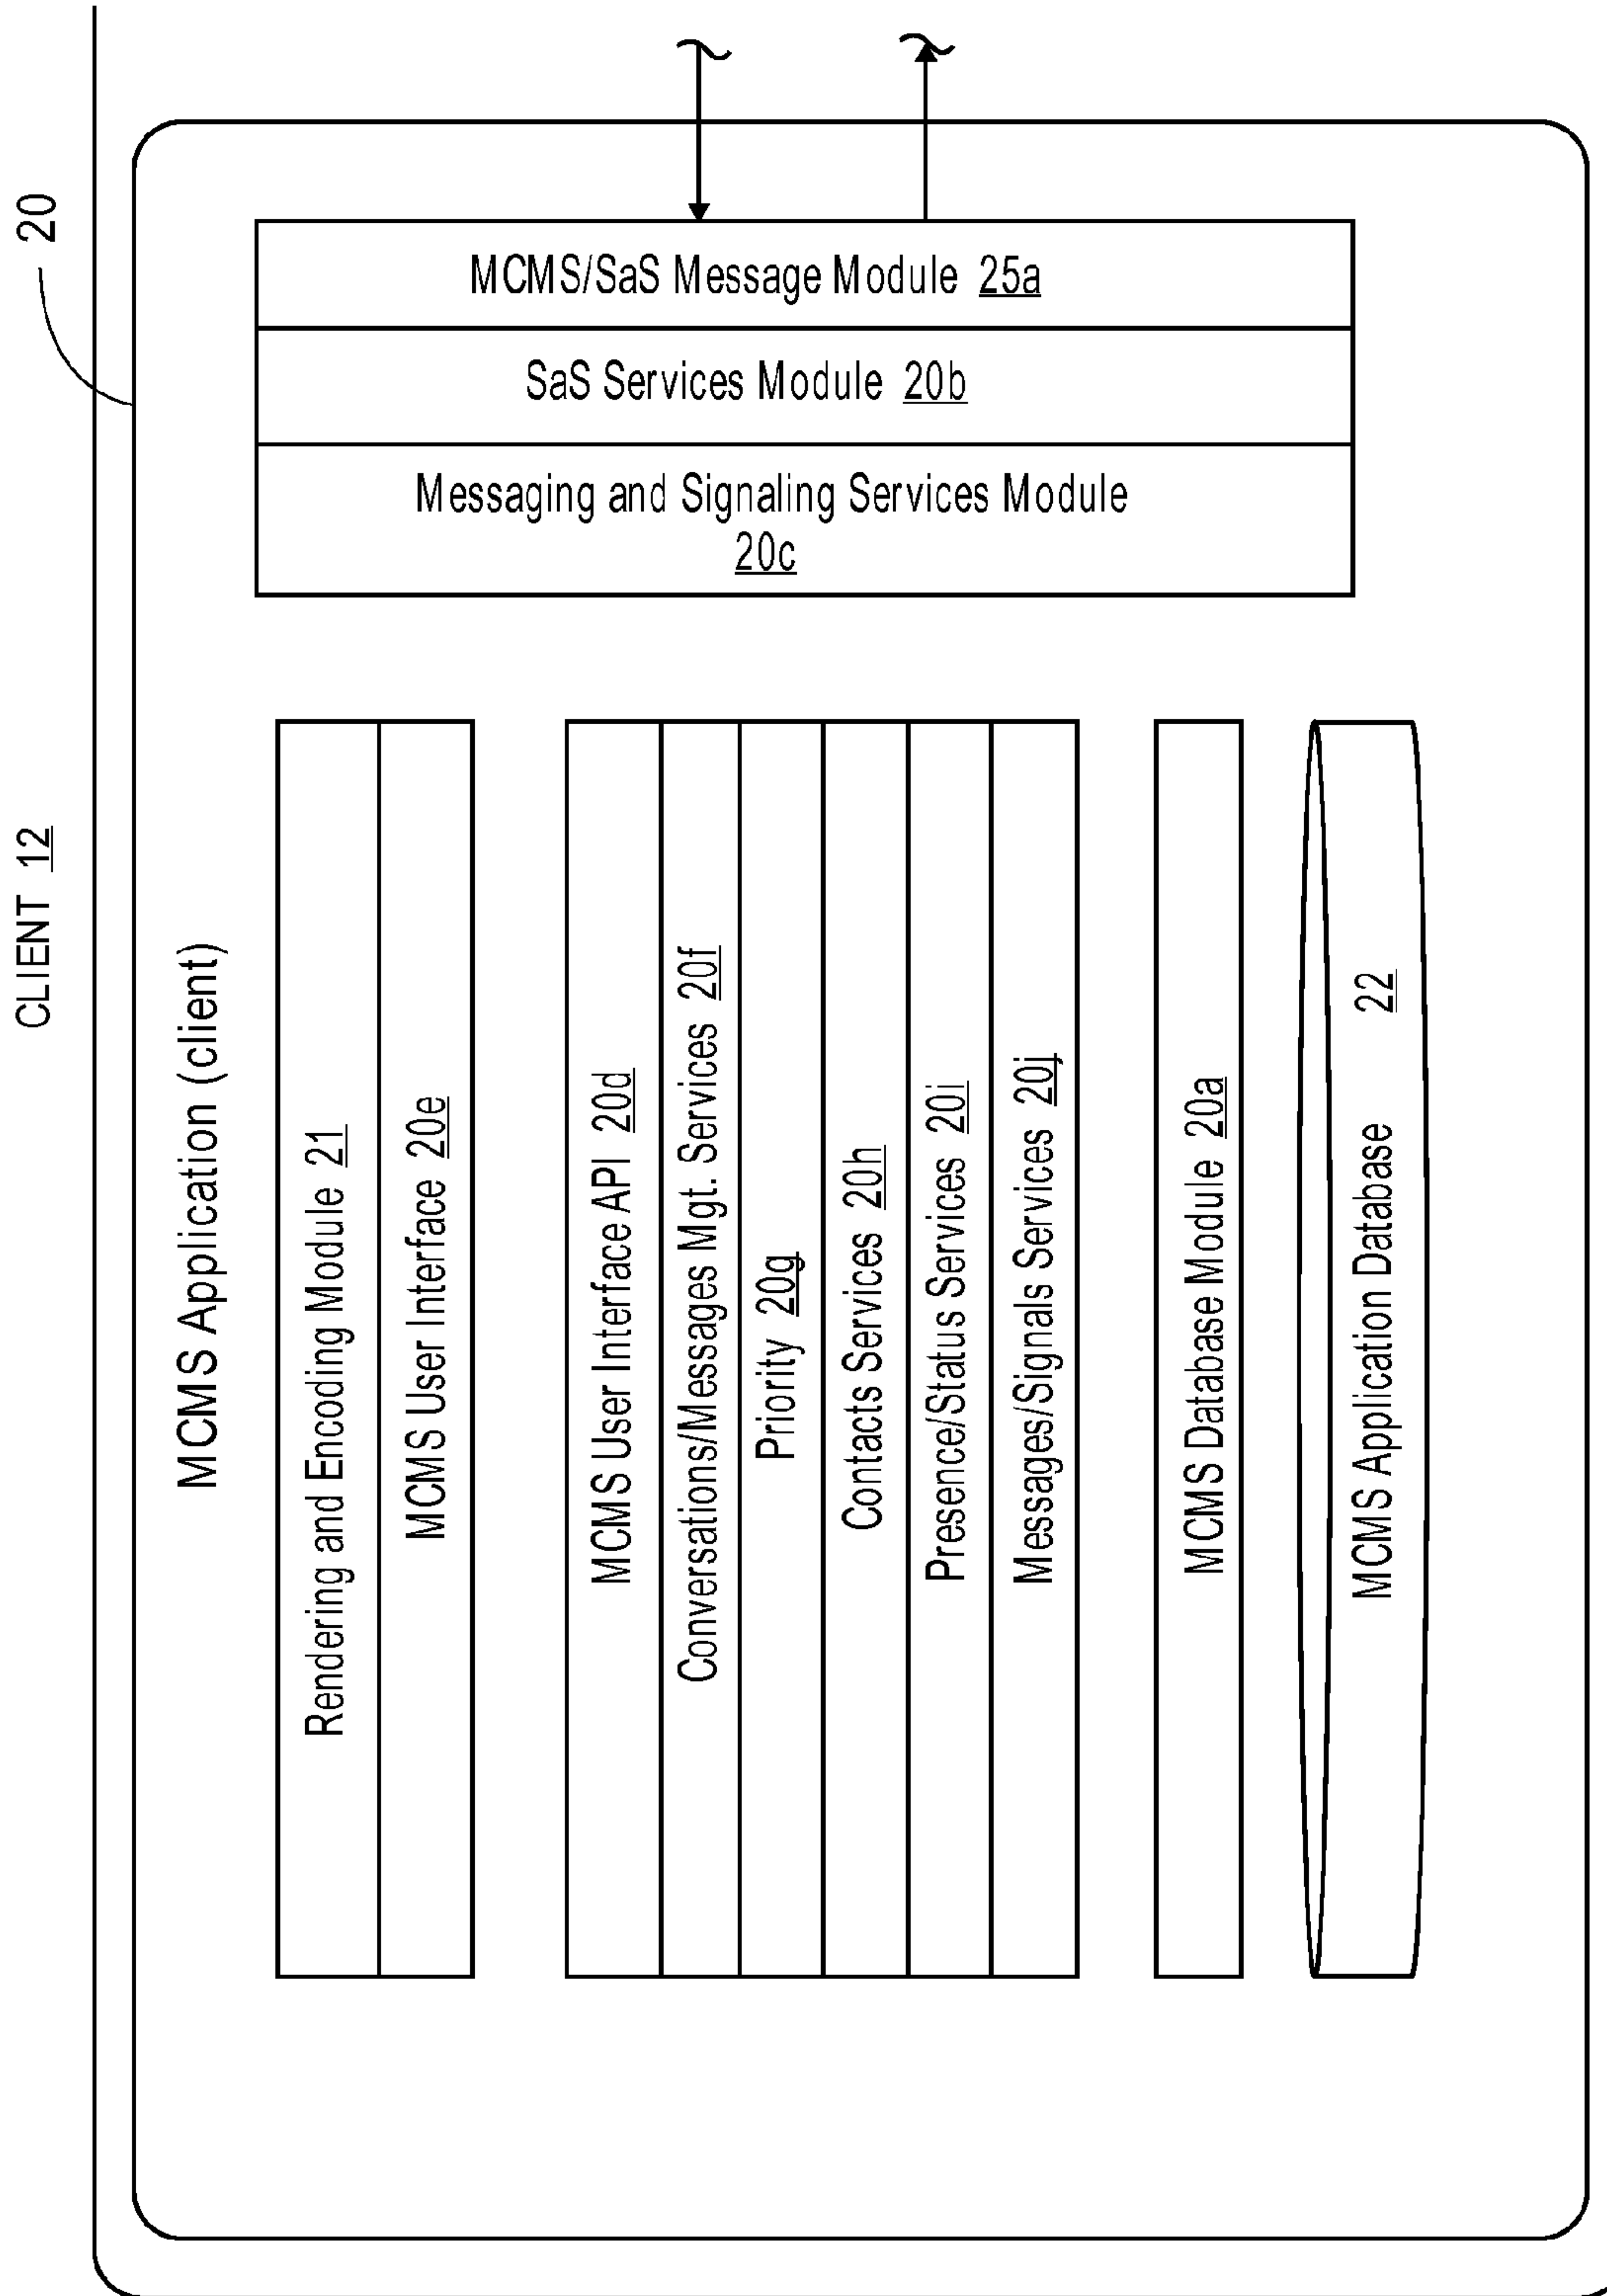 CLIENT 12
20
MCMS Application (client)
Rendering and Encoding Module 21
MCMS User Interface 20e
MCMS User Interface API 20d
Conversations/Messages Mgt. Services 20f
Priority 20g
Contacts Services 20h
Presence/Status Services 20i
Messages/Signals Services 20j
MCMS Database Module 20a
MCMS Application Database 22
MCMS/SaS Message Module 25a
SaS Services Module 20b
Messaging and Signaling Services Module
20c